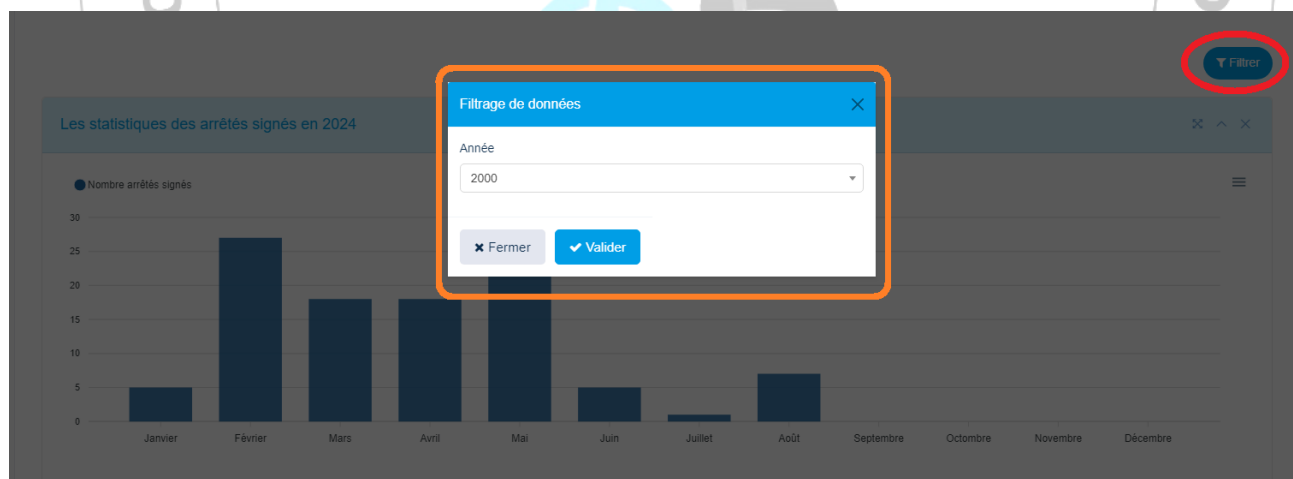 Filtrer
Filtrage de données
Les statistiques des arrêtés signés en 2024
Année
2000
Nombre arrêtés signés
Fermer
Valider
30
25
20
15
10
5
0
Janvier Février Mars Avril Mai Juin Juillet Août Septembre Octombre Novembre Décembre